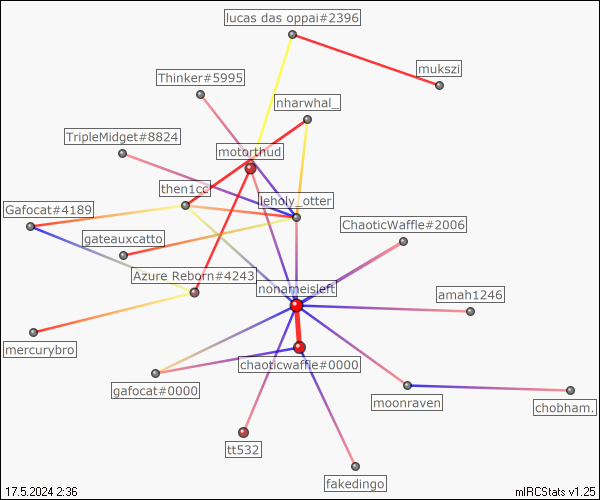 lucas das oppai#2396
mukszi
Thinker#5995
nharwhal_
TripleMidget#8824
motorthud
then1cc
leholy_otter
Gafocat#4189
ChaoticWaffle#2006
gateauxcatto
Azure Reborn#4243
nonameisleft
amah1246
mercurybro
chaoticwaffle#0000
gafocat#0000
moonraven
chobham.
tt532
fakedingo
17.5.2024 2:36
mIRCStats v1.25